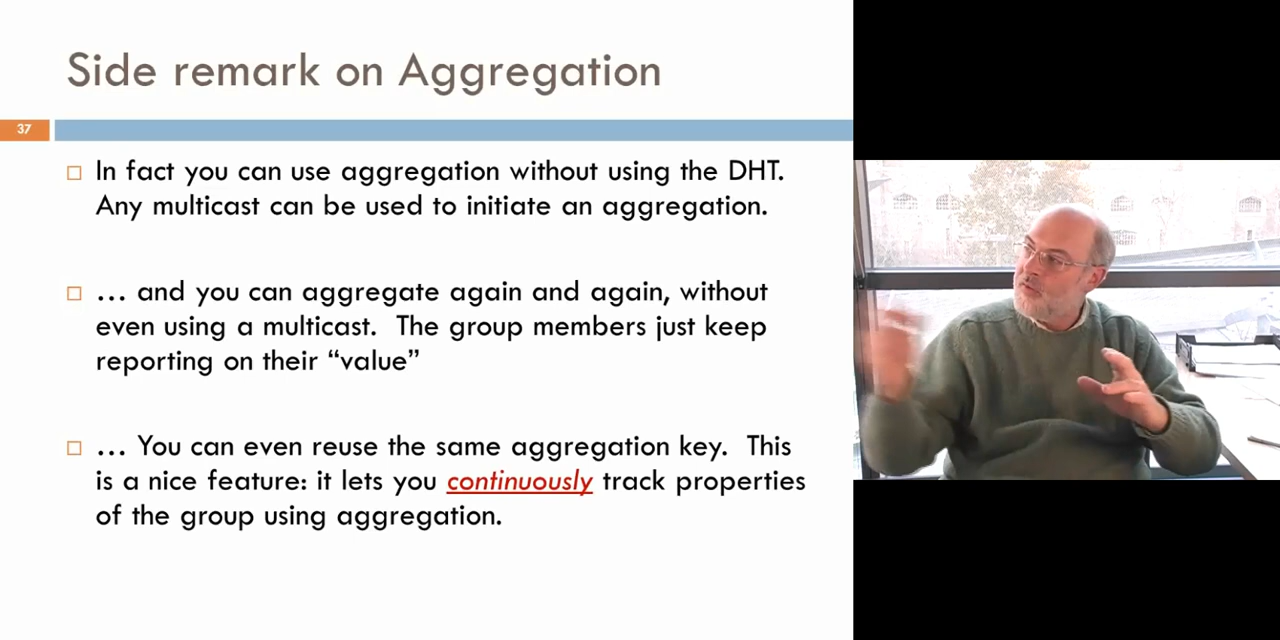 Side remark on Aggregation
37
In fact you can use aggregation without using the DHT.
Any multicast can be used to initiate an aggregation.
… and you can aggregate again and again, without
even using a multicast.  The group members just keep
reporting on their “value”
… You can even reuse the same aggregation key.  This
is a nice feature: it lets you continuously track properties
of the group using aggregation.